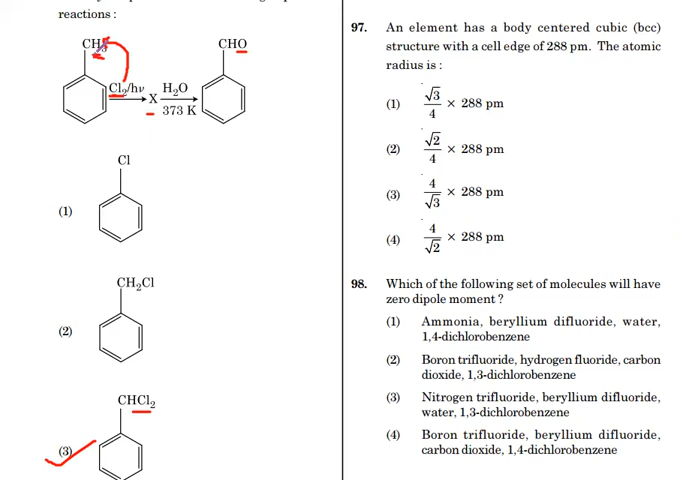 reactions :
CH3
CHO
Cl2/hν
H2O
X
373 K
Cl
(1)
CH2Cl
(2)
CHCl2
(3)
97. An element has a body centered cubic (bcc)
structure with a cell edge of 288 pm. The atomic
radius is :
(1) √3/4 × 288 pm
(2) √2/4 × 288 pm
(3) 4/√3 × 288 pm
(4) 4/√2 × 288 pm
98. Which of the following set of molecules will have
zero dipole moment ?
(1) Ammonia, beryllium difluoride, water,
1,4-dichlorobenzene
(2) Boron trifluoride, hydrogen fluoride, carbon
dioxide, 1,3-dichlorobenzene
(3) Nitrogen trifluoride, beryllium difluoride,
water, 1,3-dichlorobenzene
(4) Boron trifluoride, beryllium difluoride,
carbon dioxide, 1,4-dichlorobenzene